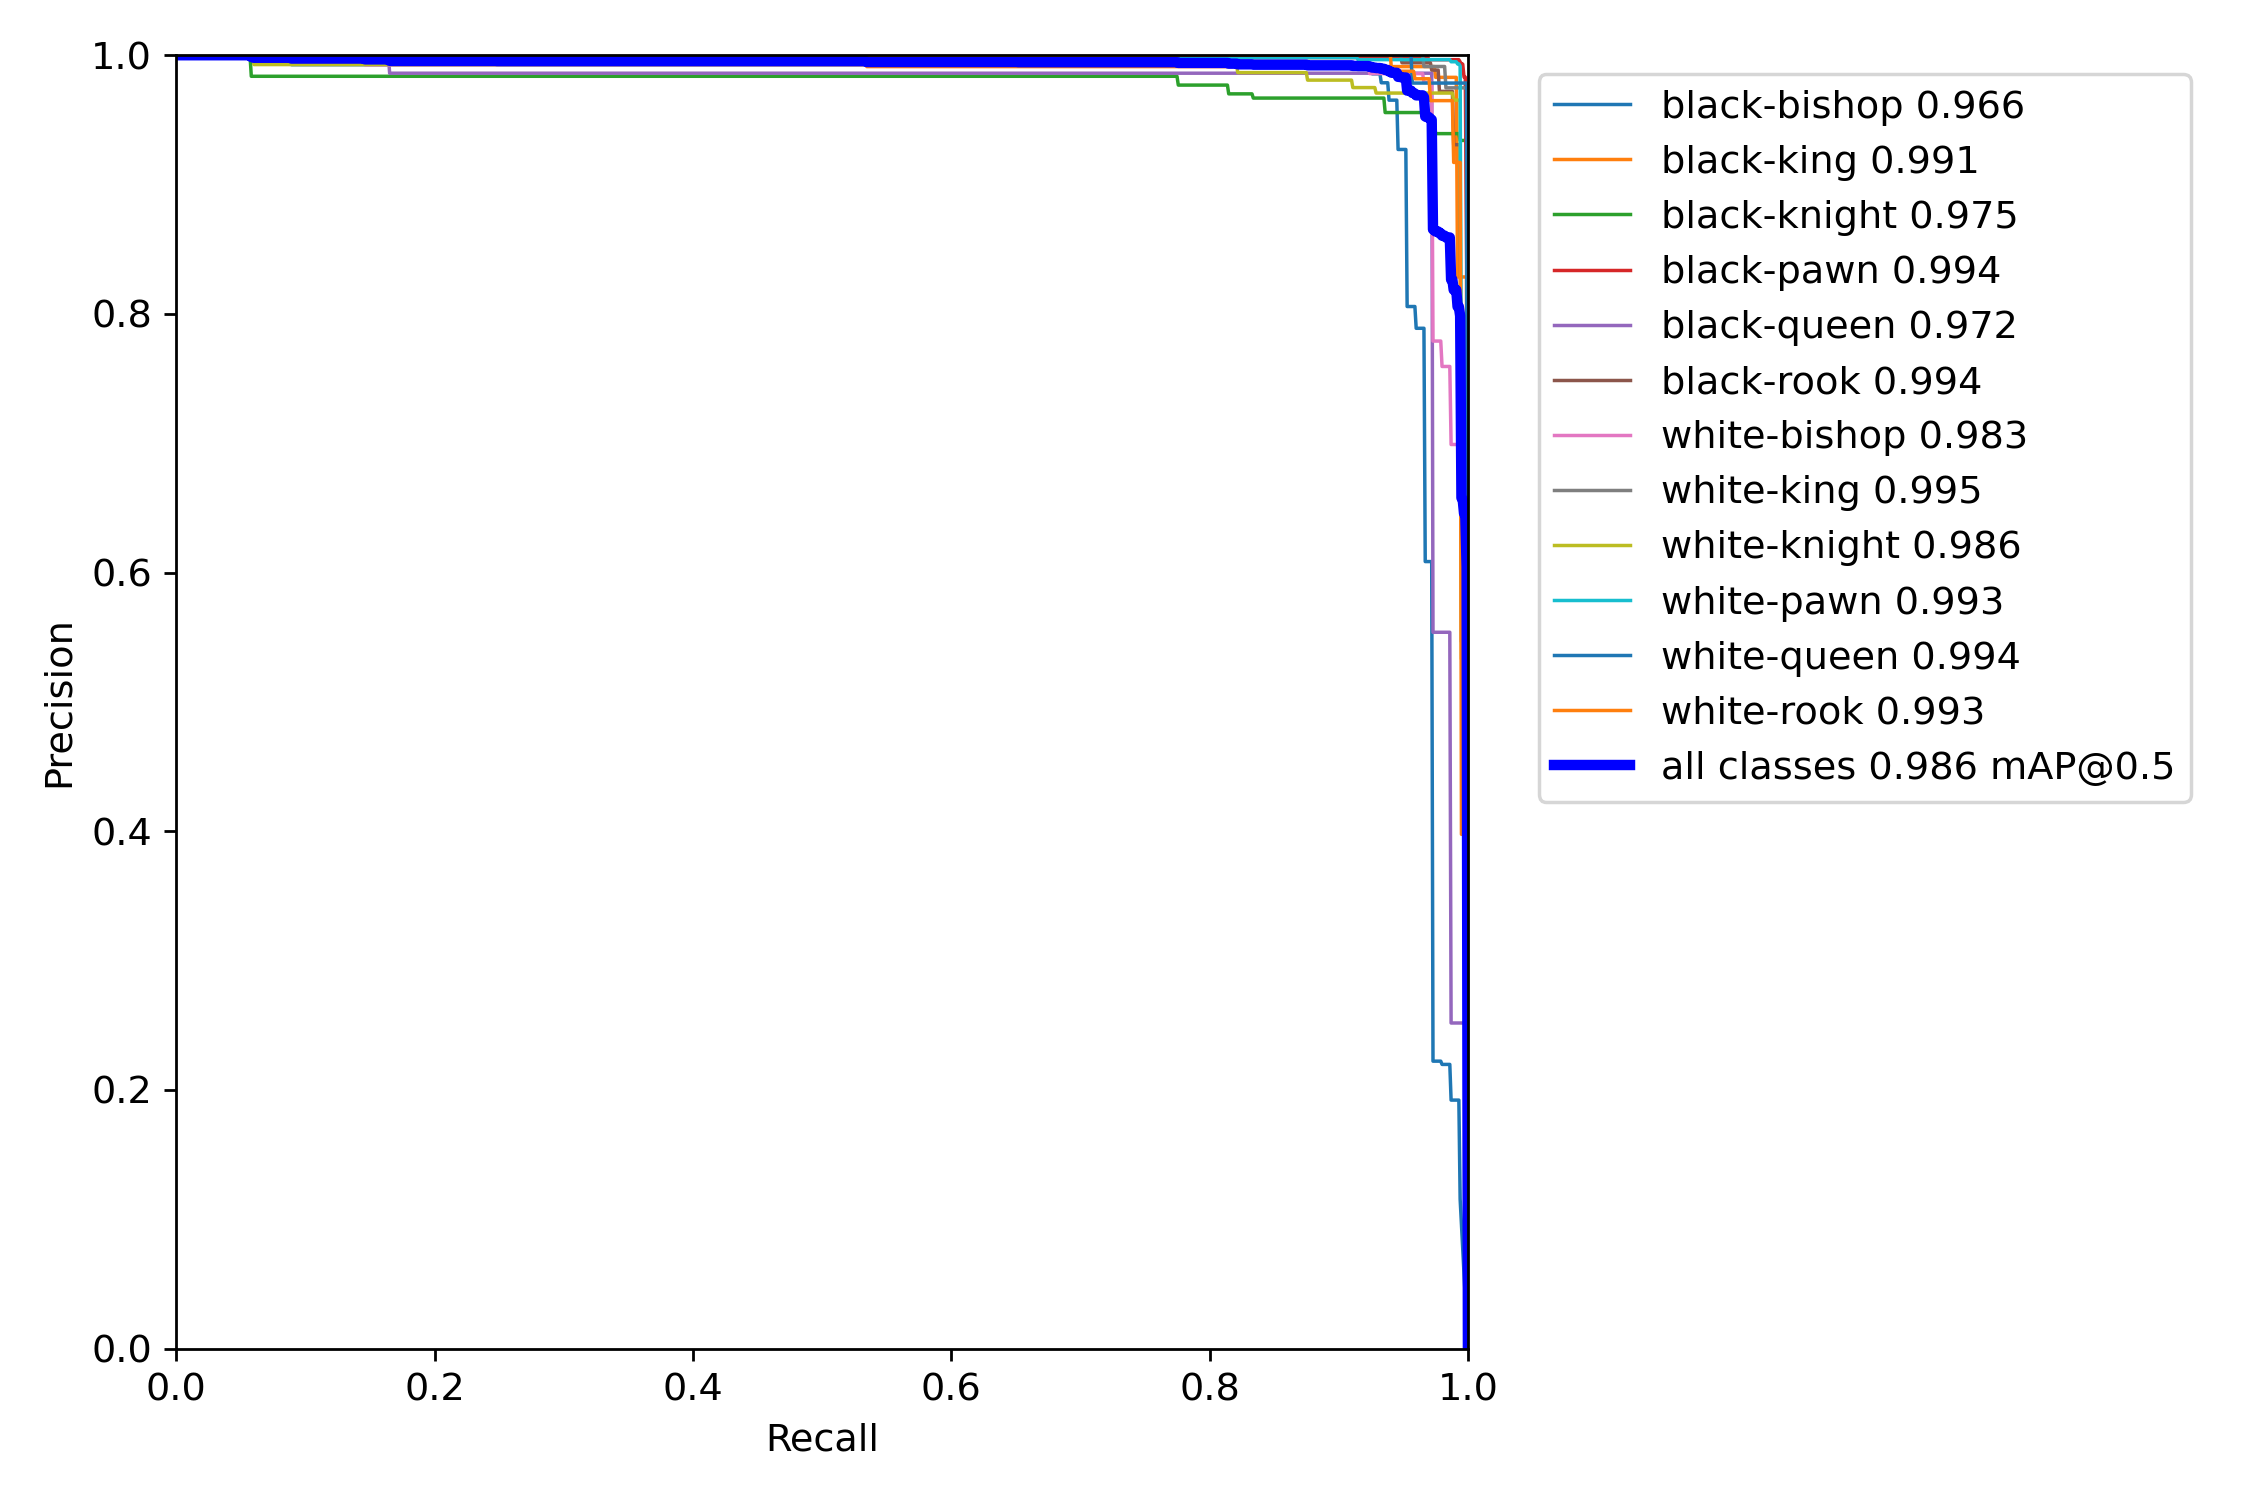 1.0
0.8
0.6
0.4
0.2
0.0
Precision
0.0 0.2 0.4 0.6 0.8 1.0
Recall
black-bishop 0.966
black-king 0.991
black-knight 0.975
black-pawn 0.994
black-queen 0.972
black-rook 0.994
white-bishop 0.983
white-king 0.995
white-knight 0.986
white-pawn 0.993
white-queen 0.994
white-rook 0.993
all classes 0.986 mAP@0.5